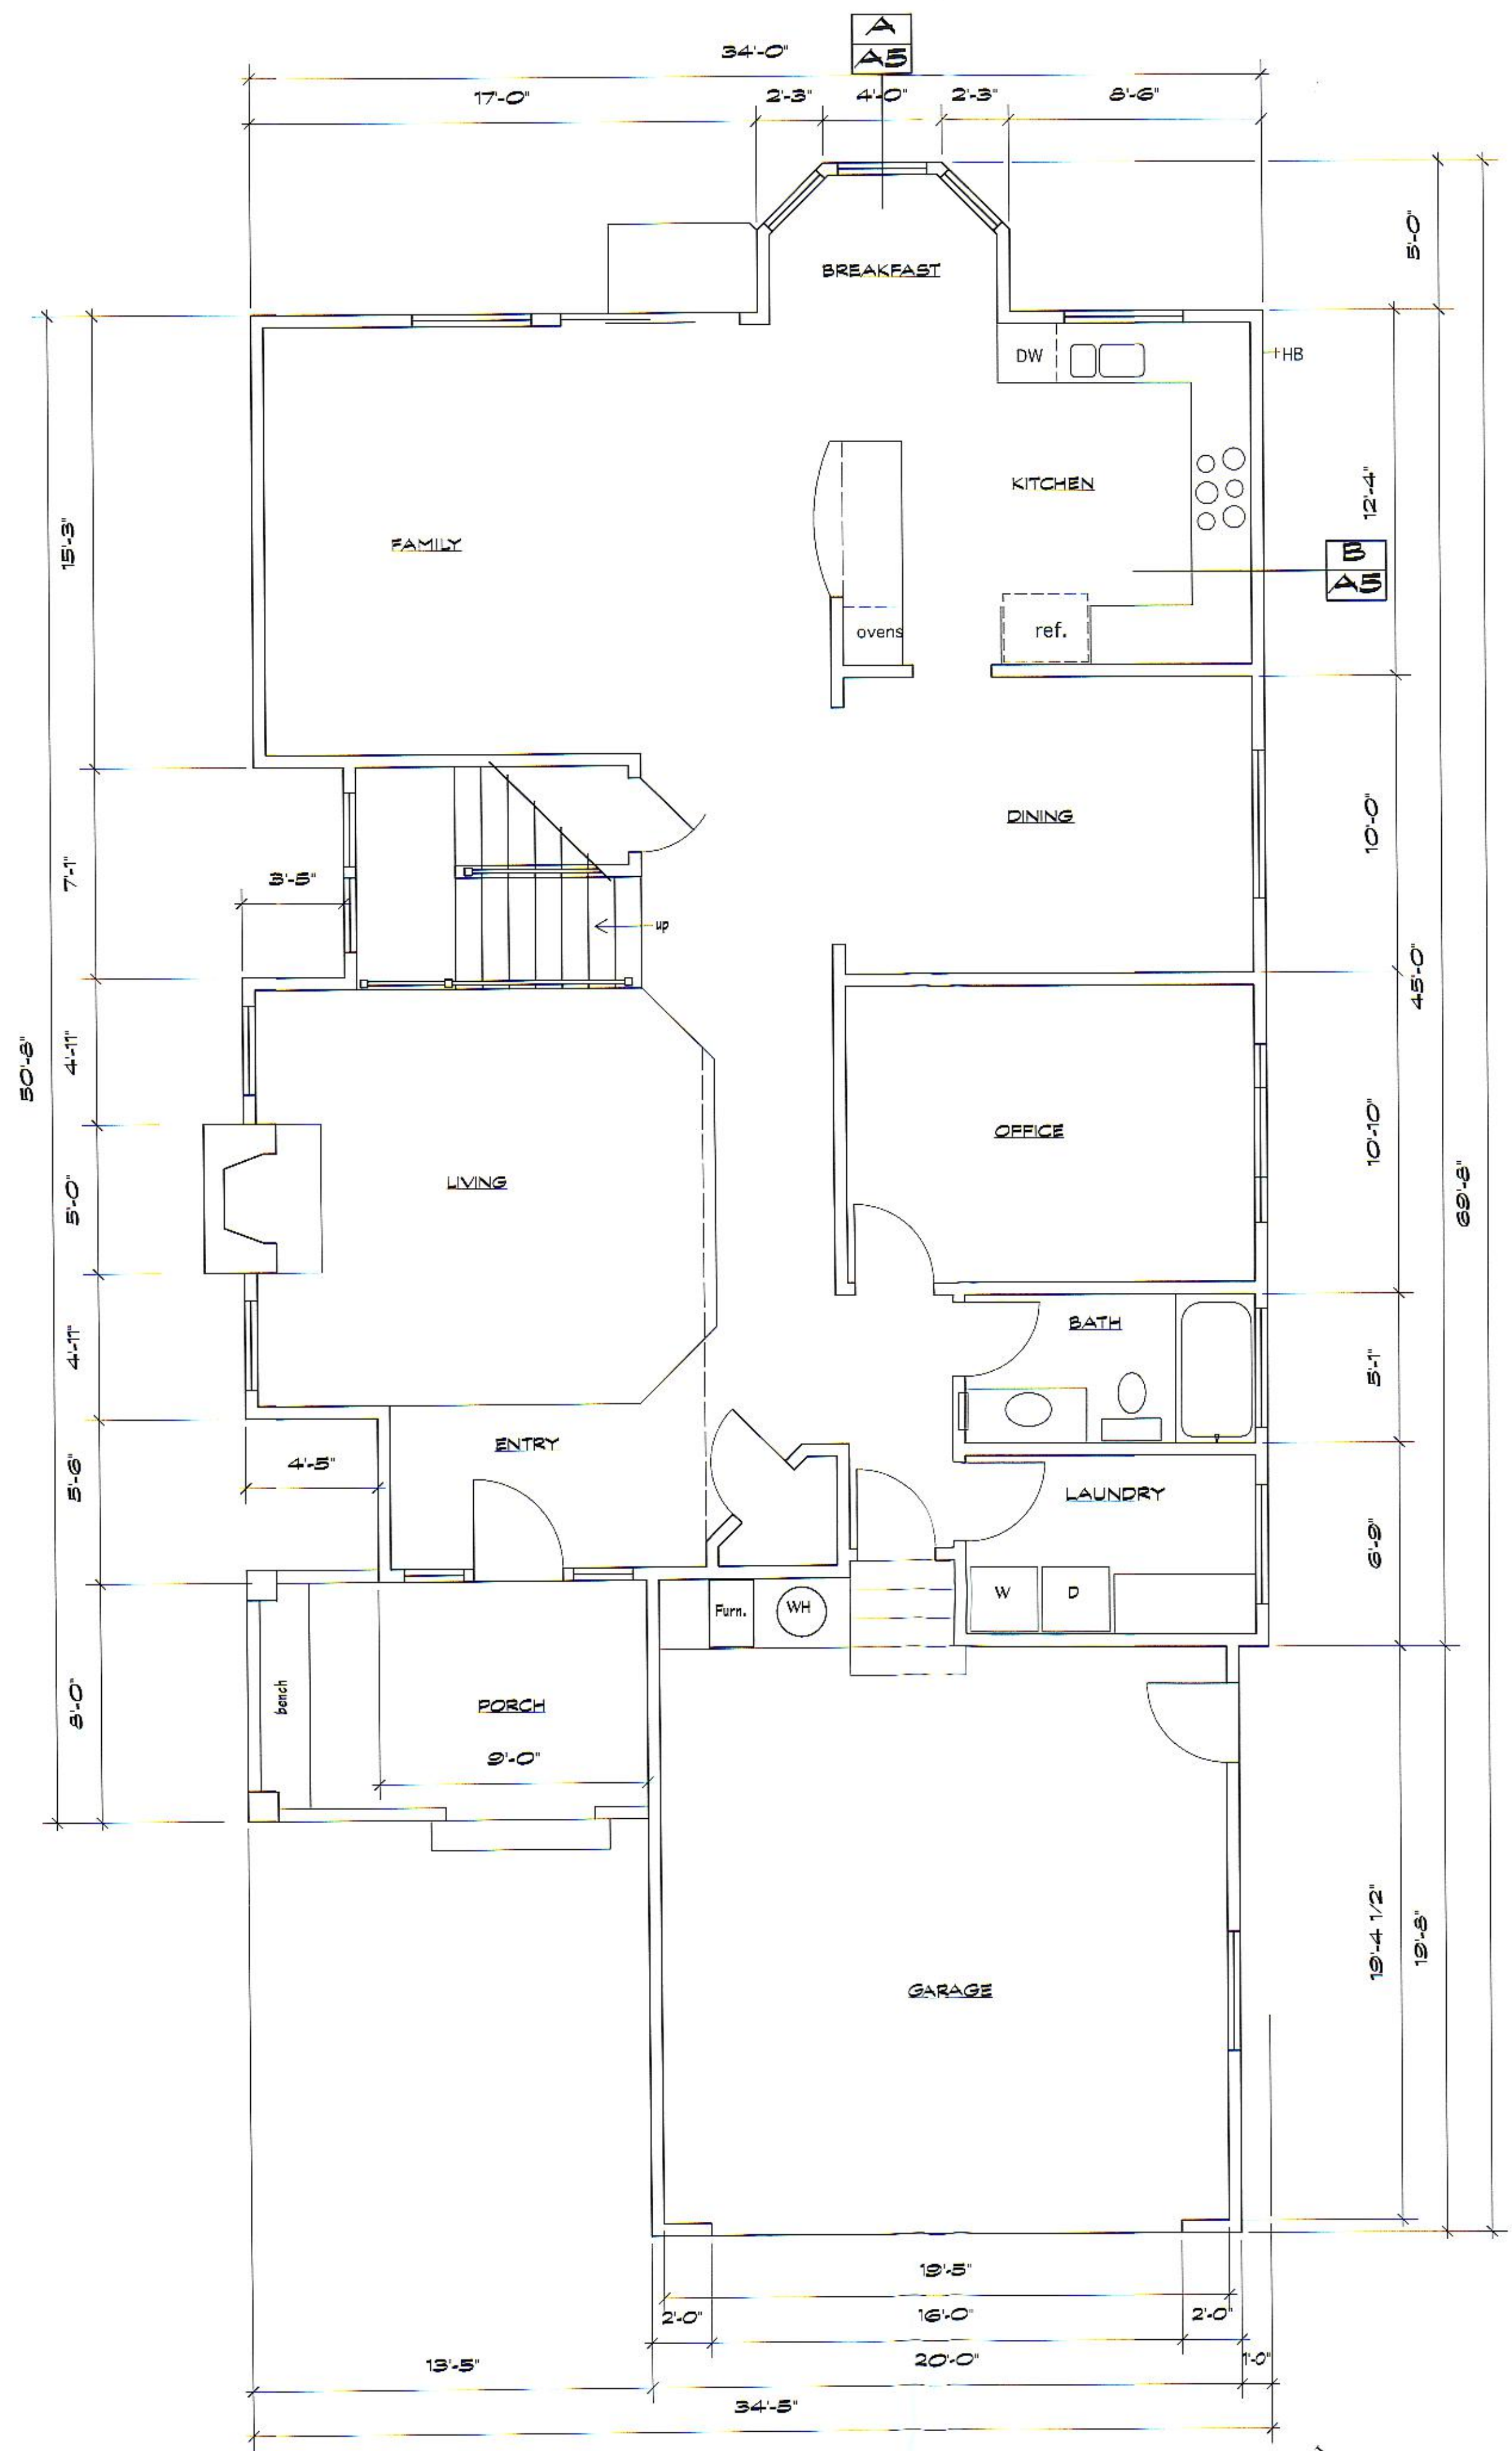 A
A5
34'-0"
17'-0"
2'-3"
4'-0"
2'-3"
8'-6"
5'-0"
BREAKFAST
DW
HB
KITCHEN
12'-4"
FAMILY
15'-3"
B
A5
ovens
ref.
DINING
10'-0"
7'-1"
3'-5"
up
45'-0"
50'-8"
4'-11"
OFFICE
10'-10"
69'-8"
LIVING
5'-0"
BATH
4'-11"
5'-1"
ENTRY
4'-5"
5'-6"
LAUNDRY
6'-9"
W
D
Furn.
WH
bench
PORCH
8'-0"
9'-0"
19'-4 1/2"
19'-8"
GARAGE
19'-5"
2'-0"
16'-0"
2'-0"
13'-5"
20'-0"
1'-0"
34'-5"